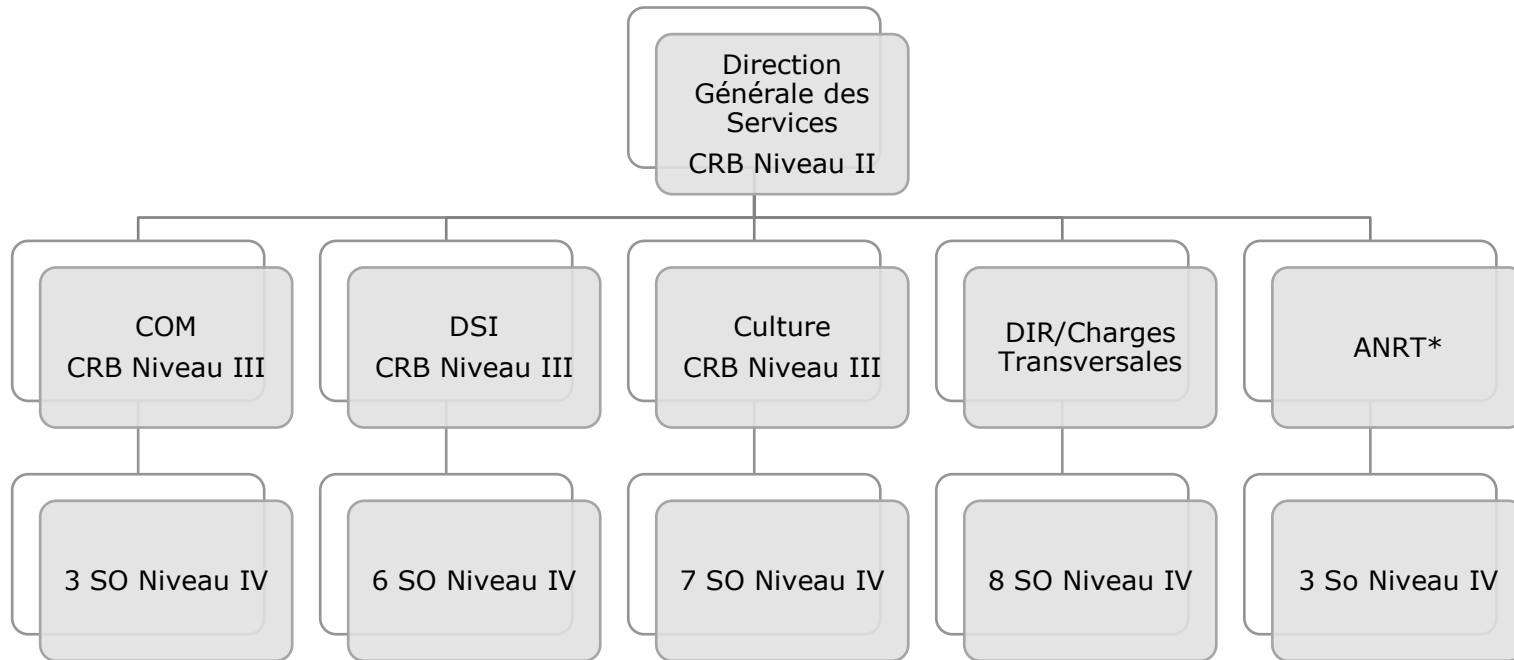 Direction
Générale des
Services
CRB Niveau II
COM
CRB Niveau III
DSI
CRB Niveau III
Culture
CRB Niveau III
DIR/Charges
Transversales
ANRT*
3 SO Niveau IV
6 SO Niveau IV
7 SO Niveau IV
8 SO Niveau IV
3 So Niveau IV